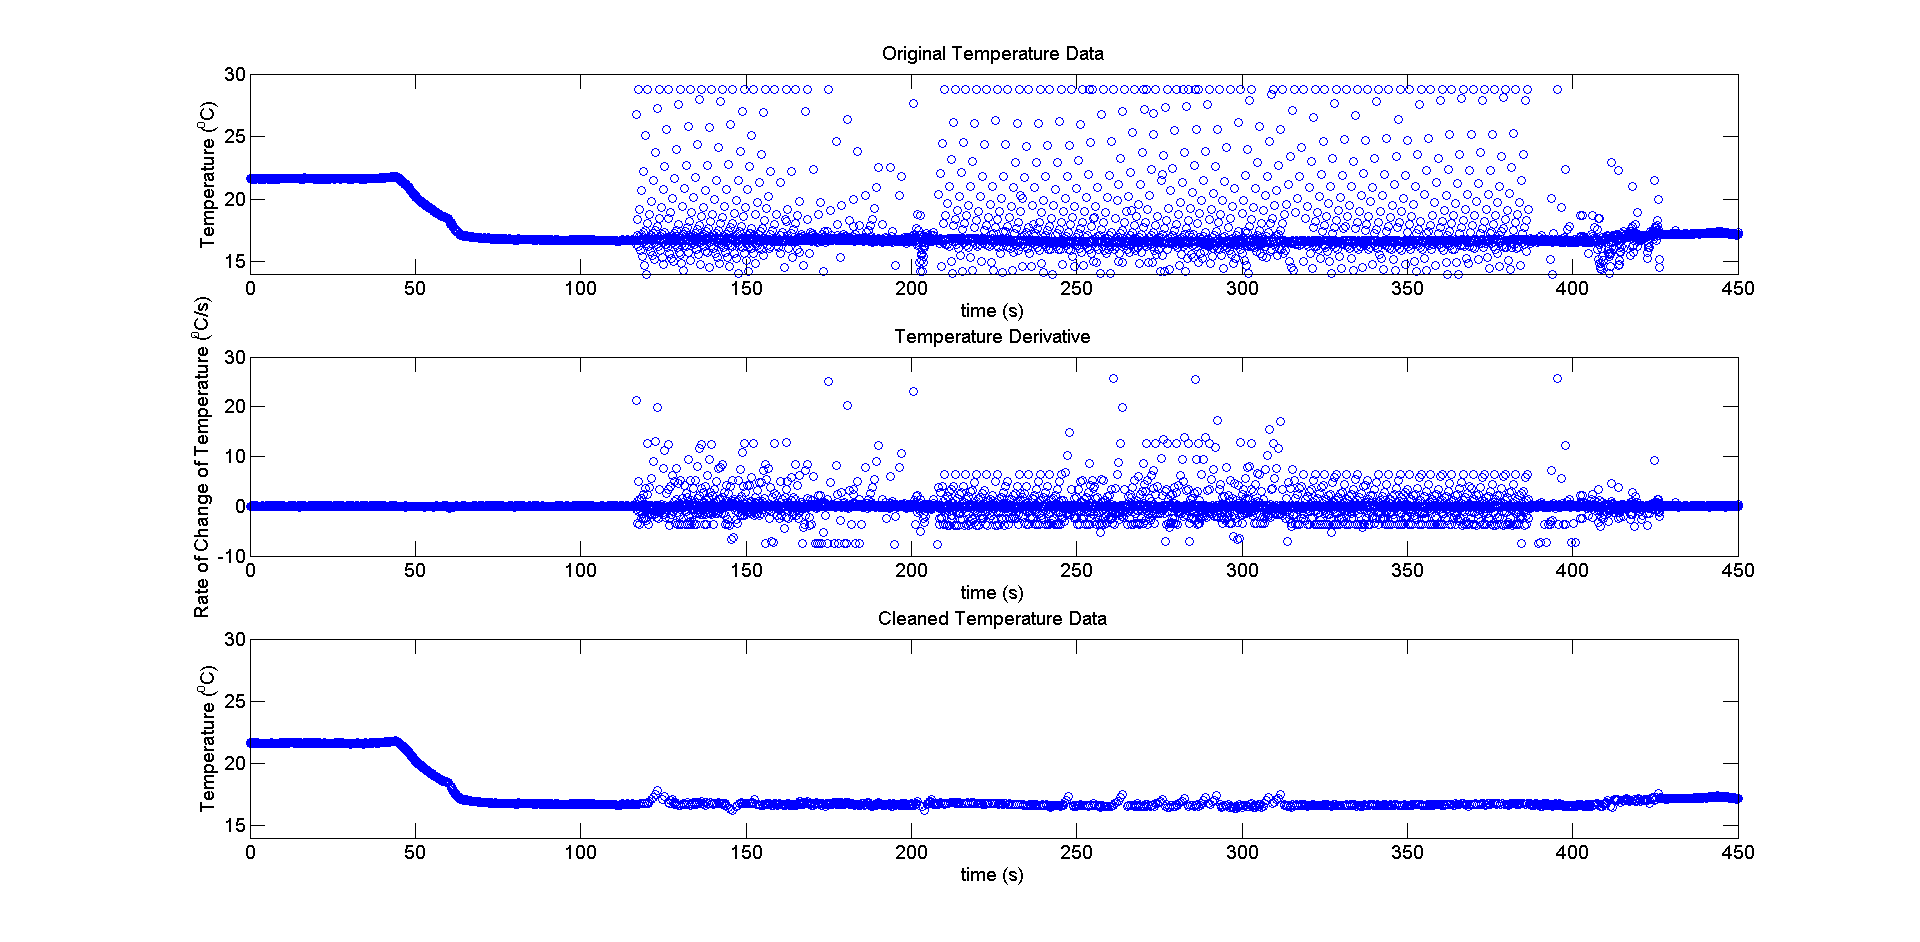 Original Temperature Data
30
25
20
15
Temperature (⁰C)
0 50 100 150 200 250 300 350 400 450
time (s)
Temperature Derivative
30
20
10
0
-10
Rate of Change of Temperature (⁰C/s)
0 50 100 150 200 250 300 350 400 450
time (s)
Cleaned Temperature Data
30
25
20
15
Temperature (⁰C)
0 50 100 150 200 250 300 350 400 450
time (s)